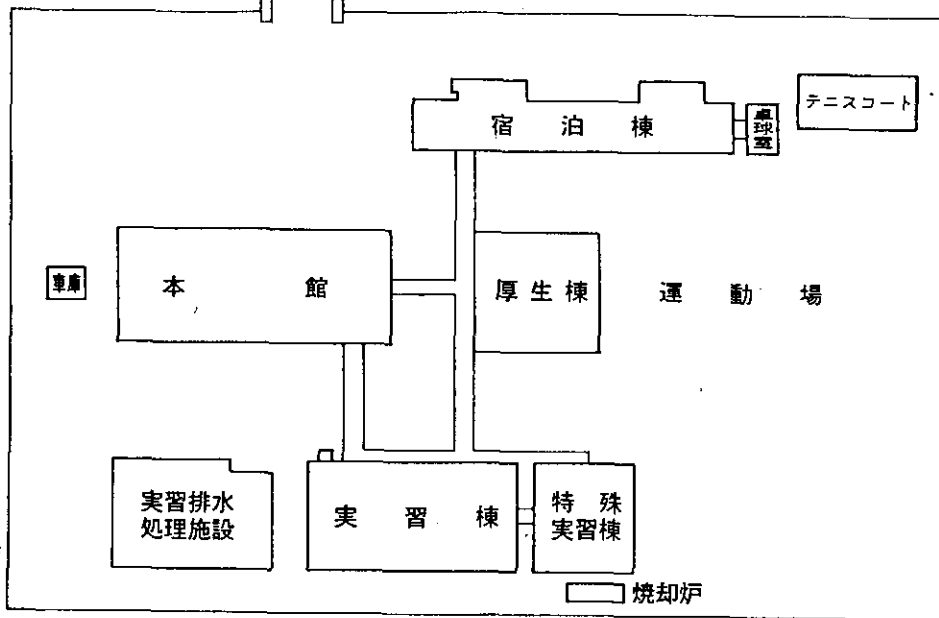 テニスコート
宿泊棟
卓球室
車庫
本館
厚生棟
運動場
実習排水
処理施設
実習棟
特殊
実習棟
焼却炉